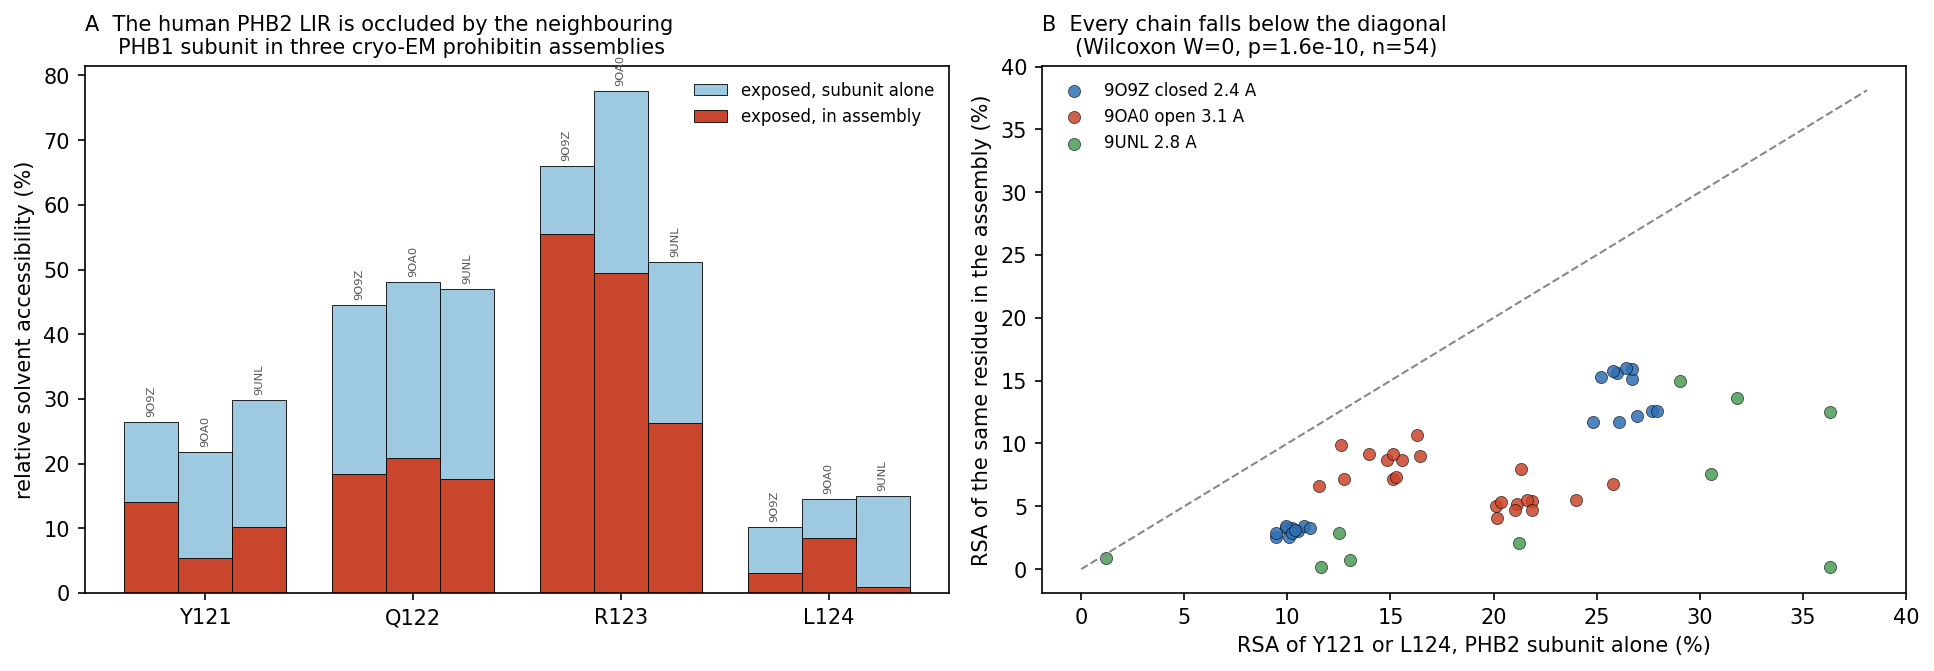 A  The human PHB2 LIR is occluded by the neighbouring
PHB1 subunit in three cryo-EM prohibitin assemblies
80
70
60
50
40
30
20
10
0
relative solvent accessibility (%)
exposed, subunit alone
exposed, in assembly
9O9Z
9OA0
9UNL
9O9Z
9OA0
9UNL
9O9Z
9OA0
9UNL
9O9Z
9OA0
9UNL
Y121
Q122
R123
L124
B  Every chain falls below the diagonal
(Wilcoxon W=0, p=1.6e-10, n=54)
40
35
30
25
20
15
10
5
0
RSA of the same residue in the assembly (%)
9O9Z closed 2.4 A
9OA0 open 3.1 A
9UNL 2.8 A
0
5
10
15
20
25
30
35
40
RSA of Y121 or L124, PHB2 subunit alone (%)